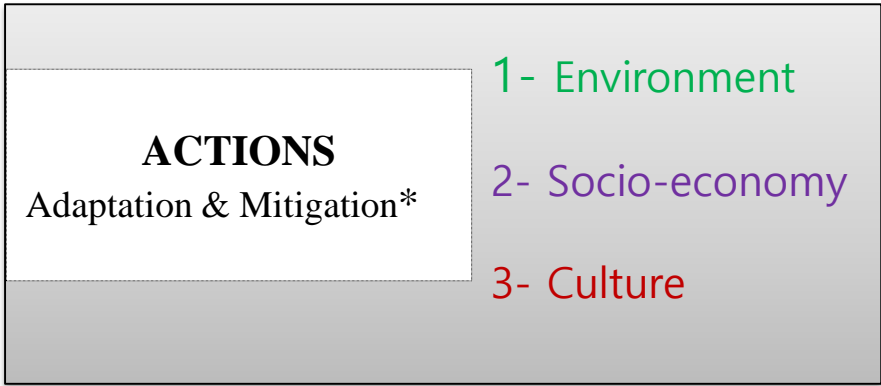 ACTIONS
Adaptation & Mitigation*
1- Environment
2- Socio-economy
3- Culture